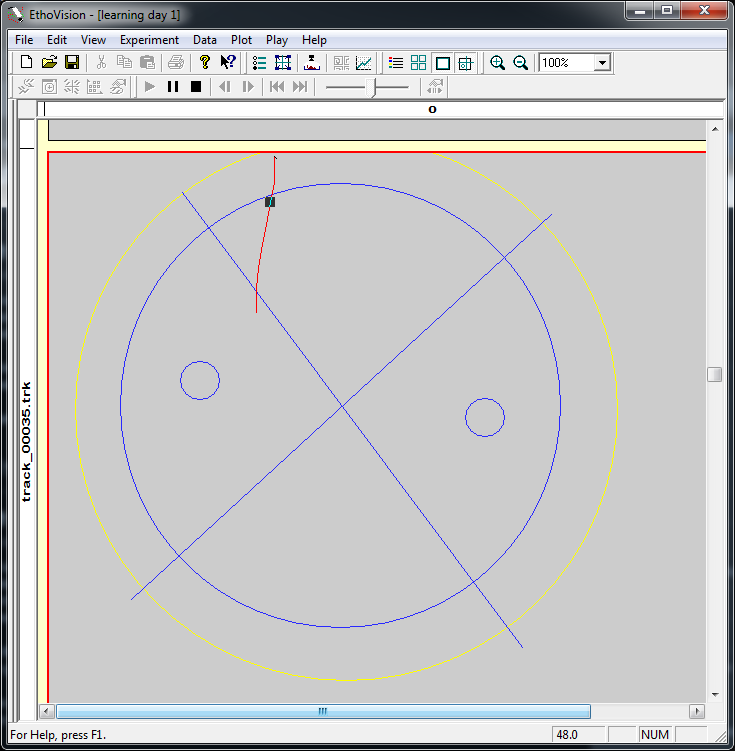 EthoVision - [learning day 1]
File Edit View Experiment Data Plot Play Help
100%
0
track_00035.trk
For Help, press F1.
48.0
NUM